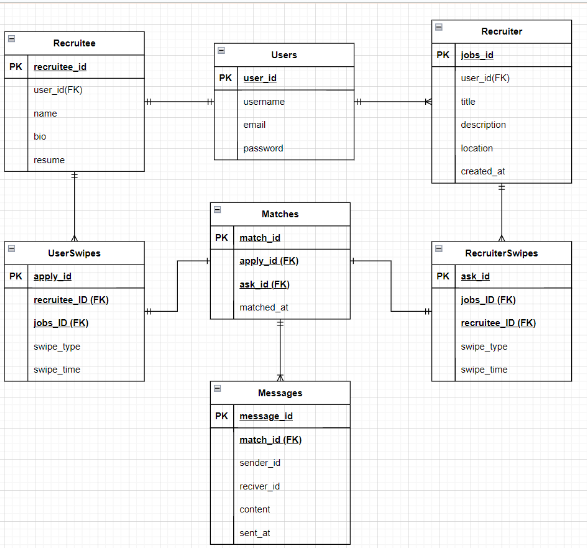 Recruitee
PK recruitee_id
user_id(FK)
name
bio
resume
Users
PK user_id
username
email
password
Recruiter
PK jobs_id
user_id(FK)
title
description
location
created_at
UserSwipes
PK apply_id
recruitee_ID (FK)
jobs_ID (FK)
swipe_type
swipe_time
Matches
PK match_id
apply_id (FK)
ask_id (FK)
matched_at
RecruiterSwipes
PK ask_id
jobs_ID (FK)
recruitee_ID (FK)
swipe_type
swipe_time
Messages
PK message_id
match_id (FK)
sender_id
reciver_id
content
sent_at